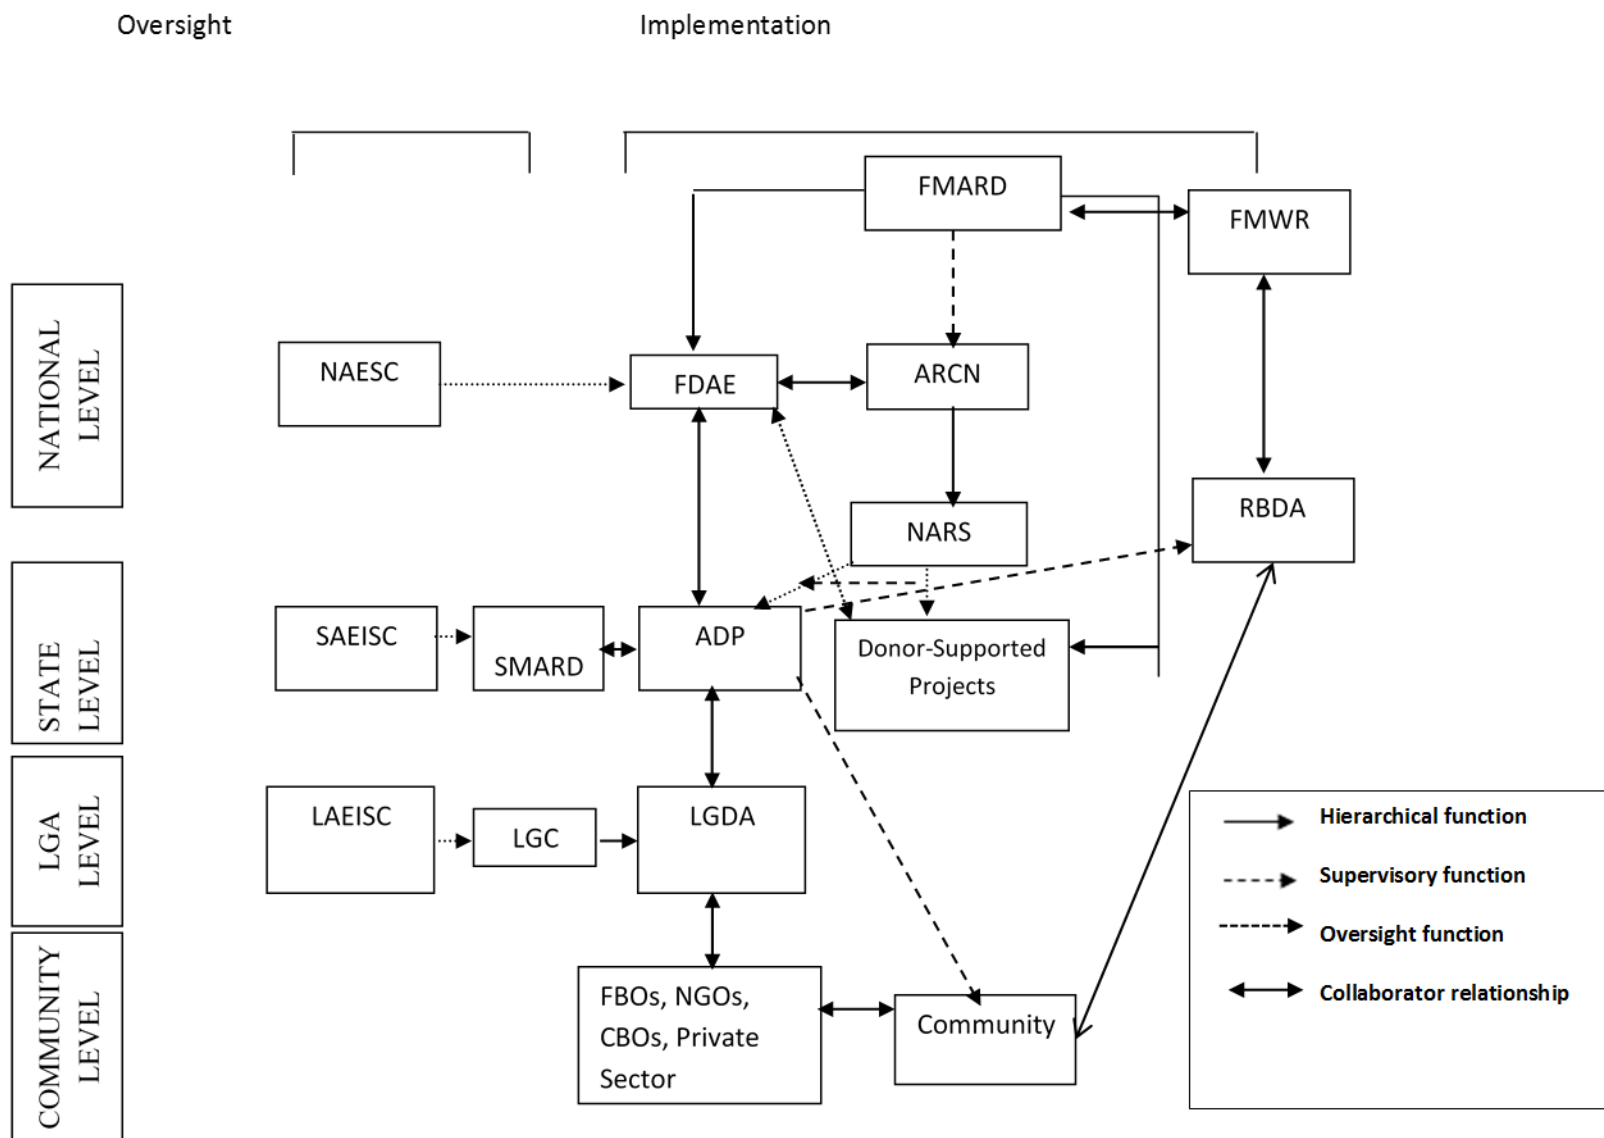 Oversight
Implementation
FMARD
FMWR
NATIONAL
LEVEL
NAESC
FDAE
ARCN
NARS
RBDA
STATE
LEVEL
SAEISC
SMARD
ADP
Donor-Supported
Projects
LGA
LEVEL
LAEISC
LGC
LGDA
Hierarchical function
Supervisory function
Oversight function
Collaborator relationship
COMMUNITY
LEVEL
FBOs, NGOs,
CBOs, Private
Sector
Community